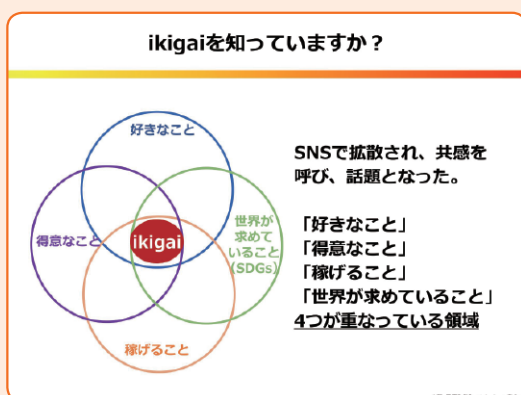 ikigaiを知っていますか？
好きなこと
得意なこと
ikigai
世界が
求めて
いること
(SDGs)
稼げること
SNSで拡散され、共感を
呼び、話題となった。
「好きなこと」
「得意なこと」
「稼げること」
「世界が求めていること」
4つが重なっている領域